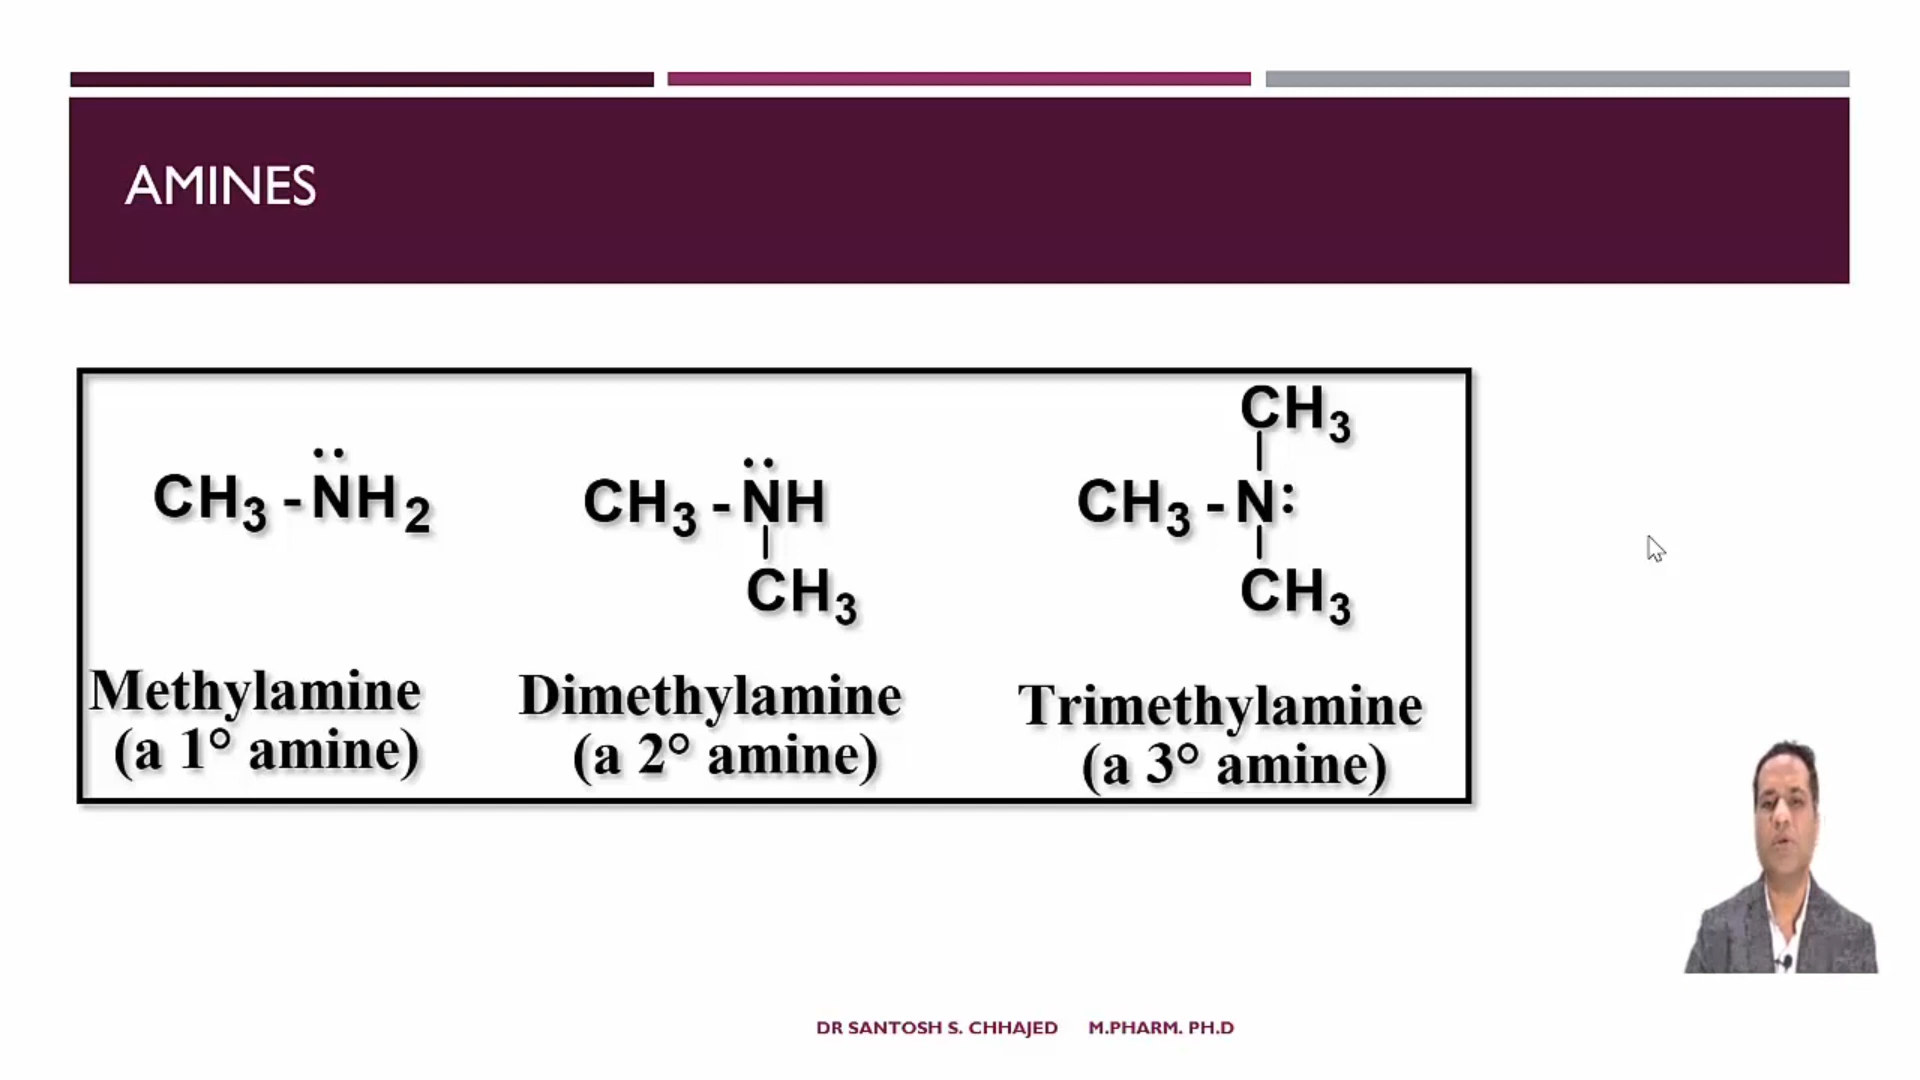 AMINES
CH3
CH3 - NH2
CH3 - NH
CH3 - N:
CH3
CH3
Methylamine
(a 1° amine)
Dimethylamine
(a 2° amine)
Trimethylamine
(a 3° amine)
DR SANTOSH S. CHHAJED M.PHARM. PH.D